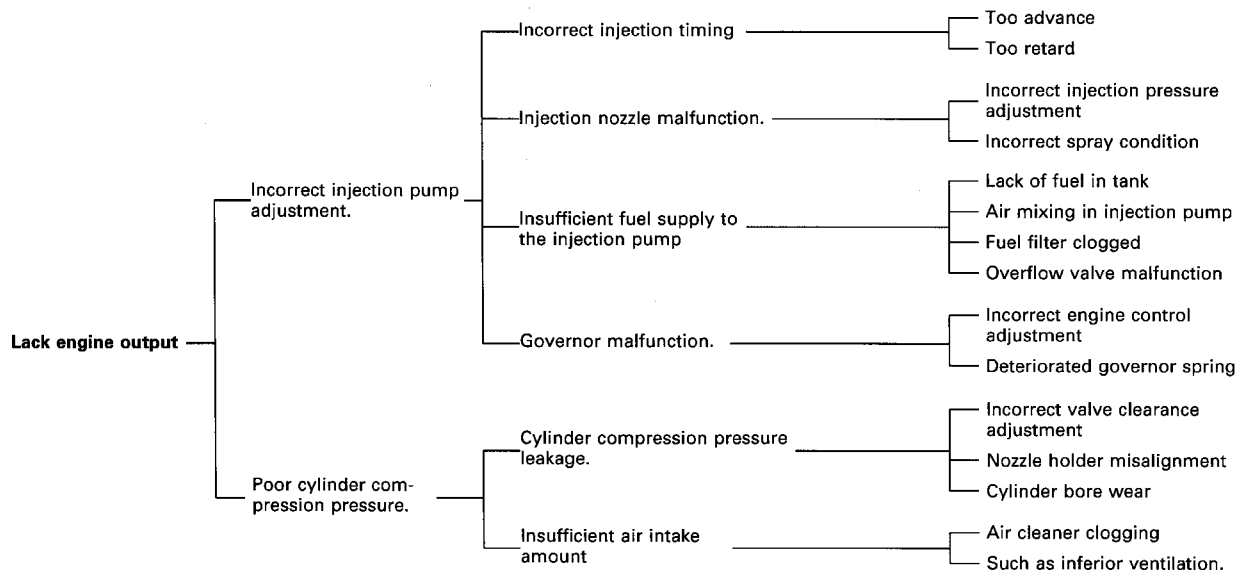 Lack engine output
Incorrect injection pump
adjustment.
Incorrect injection timing
Too advance
Too retard
Injection nozzle malfunction.
Incorrect injection pressure
adjustment
Incorrect spray condition
Insufficient fuel supply to
the injection pump
Lack of fuel in tank
Air mixing in injection pump
Fuel filter clogged
Overflow valve malfunction
Governor malfunction.
Incorrect engine control
adjustment
Deteriorated governor spring
Poor cylinder com-
pression pressure.
Cylinder compression pressure
leakage.
Incorrect valve clearance
adjustment
Nozzle holder misalignment
Cylinder bore wear
Insufficient air intake
amount
Air cleaner clogging
Such as inferior ventilation.